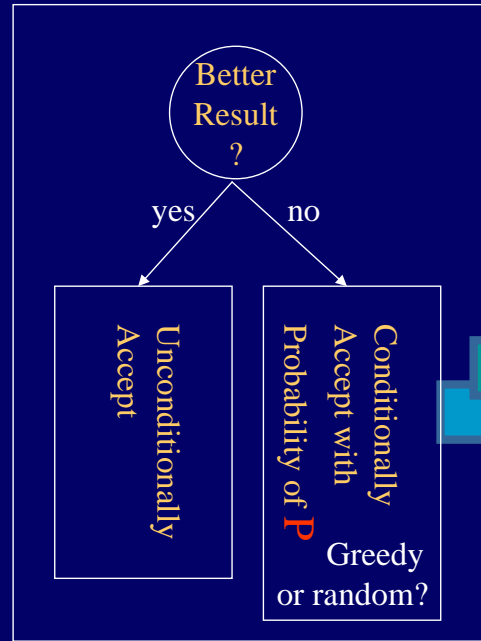 Better
Result
?
yes
no
Unconditionally
Accept
Conditionally
Accept with
Probability of P
Greedy
or random?